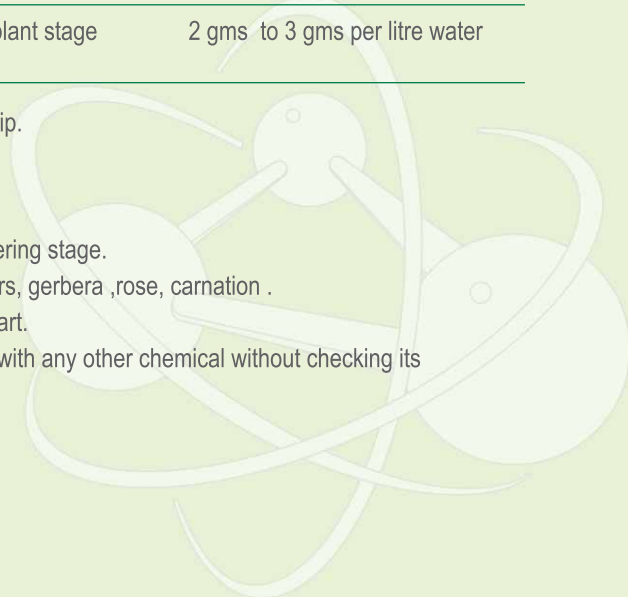 plant stage 2 gms to 3 gms per litre water
ip.
ering stage.
rs, gerbera ,rose, carnation .
art.
with any other chemical without checking its